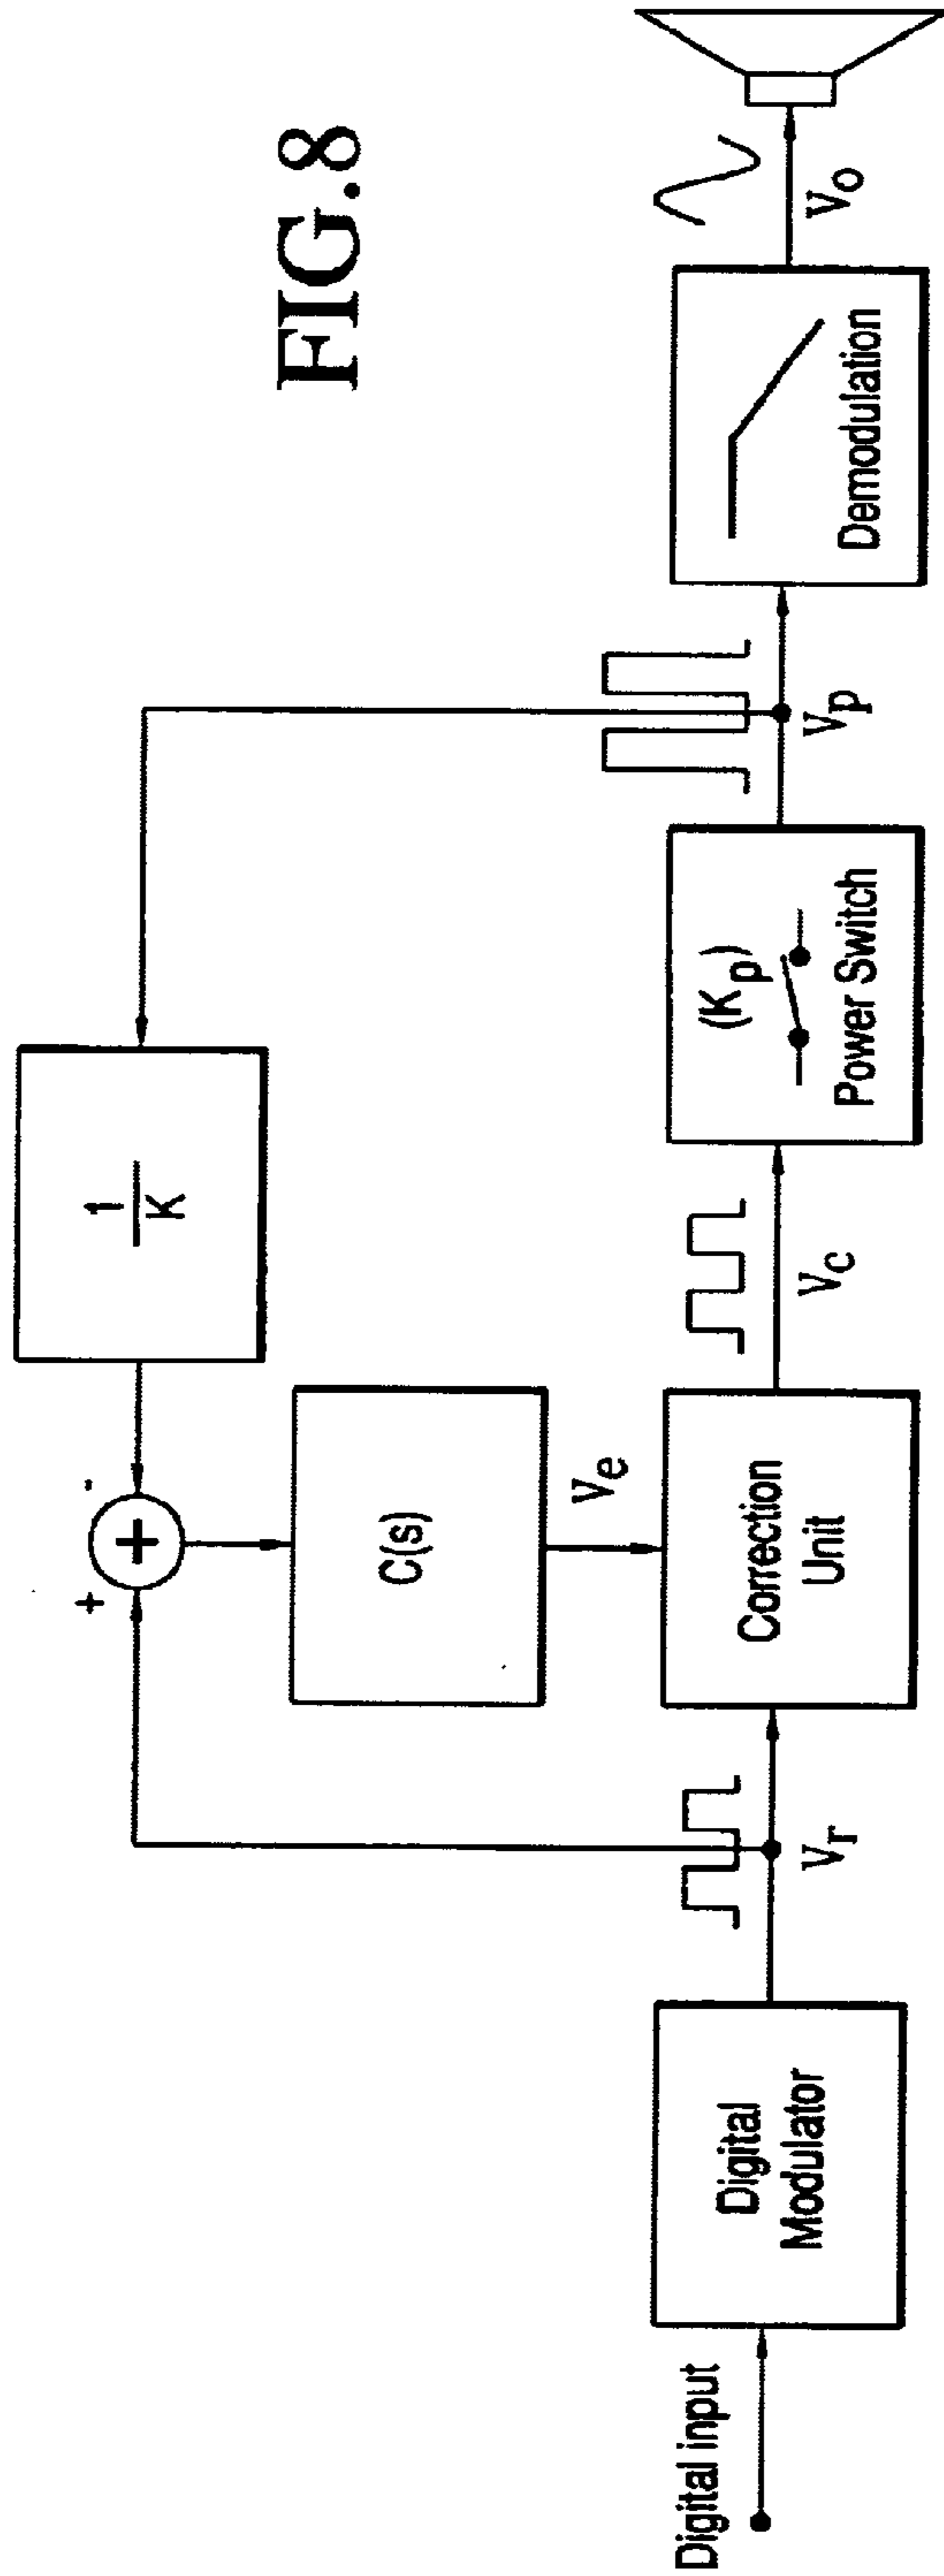 FIG.8
Digital input
Digital
Modulator
Vr
+
-
+
1
K
C(s)
Ve
Correction
Unit
Vc
(Kp)
Power Switch
Vp
Demodulation
Vo